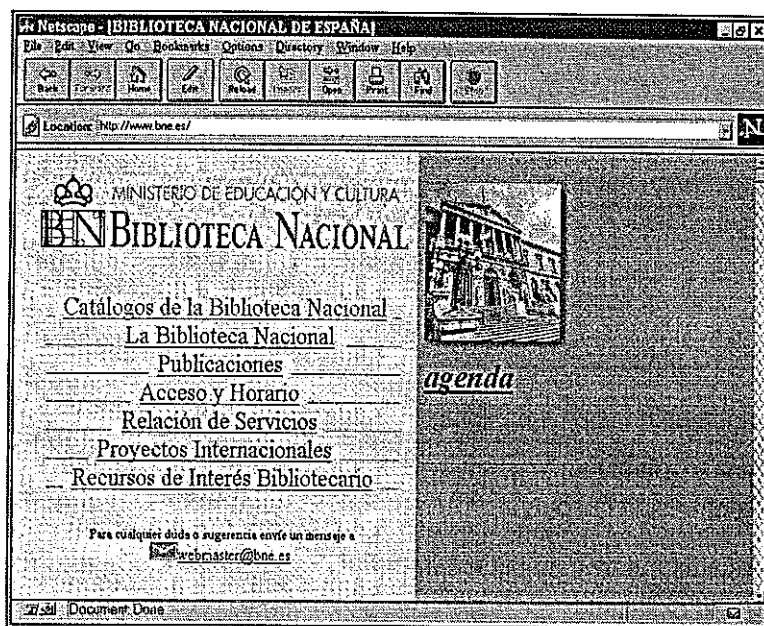 Netscape - [BIBLIOTECA NACIONAL DE ESPAÑA]
File Edit View Go Bookmarks Options Directory Window Help
Back Forward Home Edit Reload Images Open Print Find Stop
Location: http://www.bne.es/
N
MINISTERIO DE EDUCACIÓN Y CULTURA
BN BIBLIOTECA NACIONAL
Catálogos de la Biblioteca Nacional
La Biblioteca Nacional
Publicaciones
Acceso y Horario
Relación de Servicios
Proyectos Internacionales
Recursos de Interés Bibliotecario
agenda
Para cualquier duda o sugerencia envíe un mensaje a
webmaster@bne.es
Document: Done